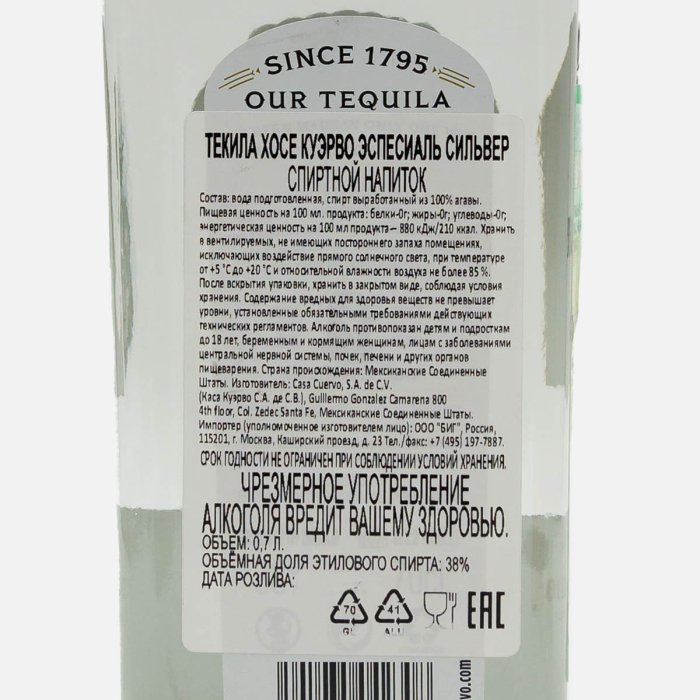 SINCE 1795
OUR TEQUILA
ТЕКИЛА ХОСЕ КУЭРВО ЭСПЕСИАЛЬ СИЛЬВЕР
СПИРТНОЙ НАПИТОК
Состав: вода подготовленная, спирт выработанный из 100% агавы.
Пищевая ценность на 100 мл. продукта: белки-0г; жиры-0г; углеводы-0г;
энергетическая ценность на 100 мл продукта – 880 кДж/210 ккал. Хранить
в вентилируемых, не имеющих постороннего запаха помещениях,
исключающих воздействие прямого солнечного света, при температуре
от +5 °C до +20 °C и относительной влажности воздуха не более 85 %.
После вскрытия упаковки, хранить в закрытом виде, соблюдая условия
хранения. Содержание вредных для здоровья веществ не превышает
уровни, установленные обязательными требованиями действующих
технических регламентов. Алкоголь противопоказан детям и подросткам
до 18 лет, беременным и кормящим женщинам, лицам с заболеваниями
центральной нервной системы, почек, печени и других органов
пищеварения. Страна происхождения: Мексиканские Соединенные
Штаты. Изготовитель: Casa Cuervo, S.A. de C.V.
(Каса Куэрво С.А. де С.В.), Guillermo Gonzalez Camarena 800
4th floor, Col. Zedec Santa Fe, Мексиканские Соединенные Штаты.
Импортер (уполномоченное изготовителем лицо): ООО "БИГ", Россия,
115201, г. Москва, Каширский проезд, д. 23 Тел./факс: +7 (495) 197-7887.
СРОК ГОДНОСТИ НЕ ОГРАНИЧЕН ПРИ СОБЛЮДЕНИИ УСЛОВИЙ ХРАНЕНИЯ.
ЧРЕЗМЕРНОЕ УПОТРЕБЛЕНИЕ
АЛКОГОЛЯ ВРЕДИТ ВАШЕМУ ЗДОРОВЬЮ.
ОБЪЕМ: 0,7 Л.
ОБЪЁМНАЯ ДОЛЯ ЭТИЛОВОГО СПИРТА: 38%
ДАТА РОЗЛИВА:
70 41 EAC
GL ALU
vo.com